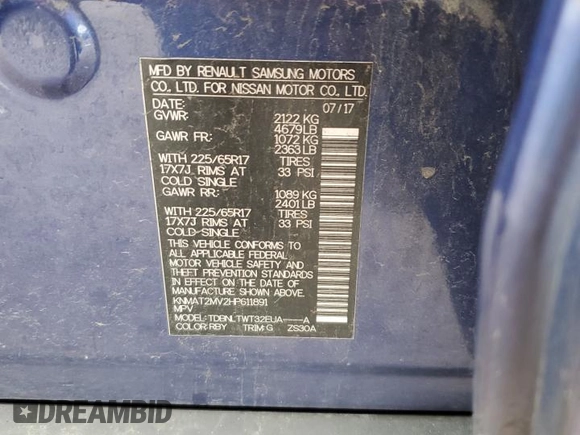 MFD BY RENAULT SAMSUNG MOTORS
CO., LTD. FOR NISSAN MOTOR CO., LTD.
DATE: 07/17
GVWR: 2122 KG
4679 LB
GAWR FR: 1072 KG
2363 LB
WITH 225/65R17 TIRES
17X7J RIMS AT 33 PSI
COLD SINGLE
GAWR RR: 1089 KG
2401 LB
WITH 225/65R17 TIRES
17X7J RIMS AT 33 PSI
COLD-SINGLE
THIS VEHICLE CONFORMS TO
ALL APPLICABLE FEDERAL
MOTOR VEHICLE SAFETY AND
THEFT PREVENTION STANDARDS
IN EFFECT ON THE DATE OF
MANUFACTURE SHOWN ABOVE.
KNMAT2MV2HP611891
MPV
MODEL: TDBNLTWT32EUA-----A
COLOR: RBY TRIM: G ZS30A
DREAMBID